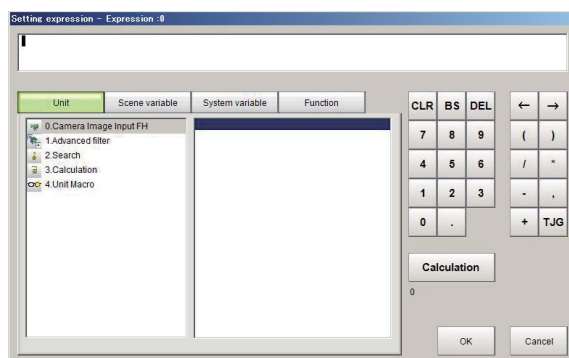 Setting expression - Expression :0
Unit Scene variable System variable Function
0.Camera Image Input FH
1.Advanced filter
2.Search
3.Calculation
4.Unit Macro
CLR BS DEL ← →
7 8 9 ( )
4 5 6 / *
1 2 3 - ,
0 . + TJG
Calculation
0
OK Cancel